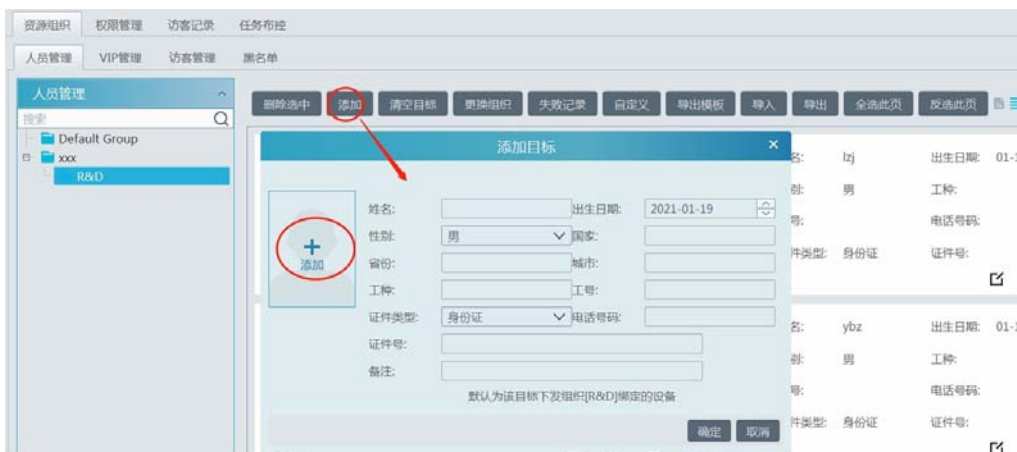 资源组织 权限管理 访客记录 任务布控
人员管理 VIP管理 访客管理 黑名单
人员管理
搜索
Default Group
xxx
R&D
删除选中 添加 清空目标 更换组织 失败记录 自定义 导出模板 导入 导出 全选此页 反选此页
添加目标 ×
添加
姓名: 出生日期: 2021-01-19
性别: 男 国家:
省份: 城市:
工种: 工号:
证件类型: 身份证 电话号码:
证件号:
备注:
默认为该目标下发组织[R&D]绑定的设备
确定 取消
名: lzj 出生日期: 01-1
别: 男 工种:
号: 电话号码:
件类型: 身份证 证件号:
名: ybz 出生日期: 01-1
别: 男 工种:
号: 电话号码:
件类型: 身份证 证件号: